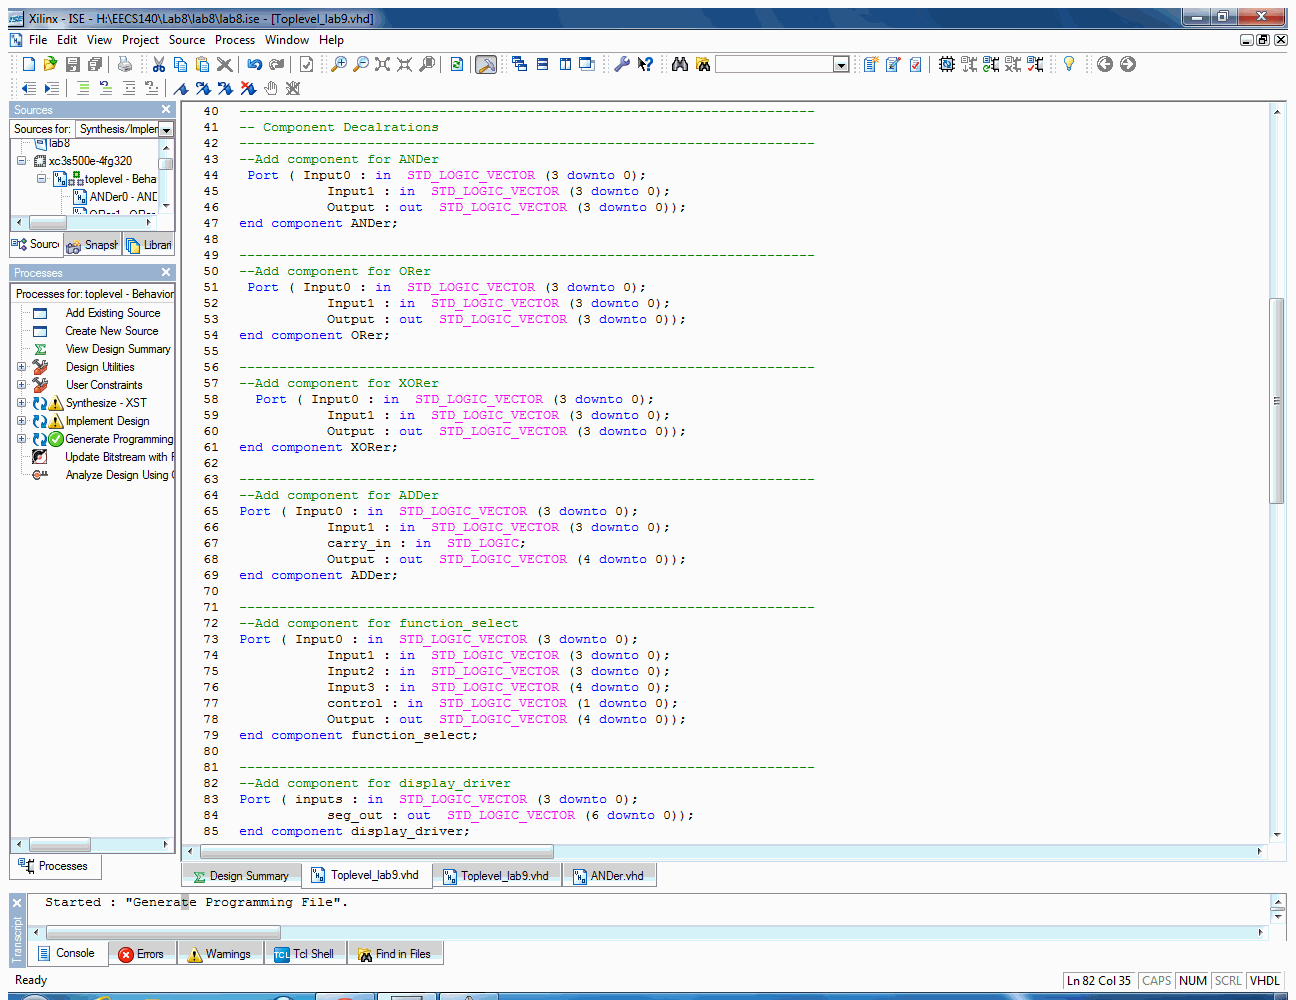 Xilinx - ISE - H:\EECS140\Lab8\lab8\lab8.ise - [Toplevel_lab9.vhd]
File Edit View Project Source Process Window Help
Sources
Sources for: Synthesis/Impler
lab8
xc3s500e-4fg320
toplevel - Beha
ANDer0 - AND
Sourc Snapsh Librari
Processes
Processes for: toplevel - Behavior
Add Existing Source
Create New Source
View Design Summary
Design Utilities
User Constraints
Synthesize - XST
Implement Design
Generate Programming
Update Bitstream with
Analyze Design Using
Processes
40 ------------------------------------------------------------------------
41 -- Component Decalrations
42 ------------------------------------------------------------------------
43 --Add component for ANDer
44 Port ( Input0 : in STD_LOGIC_VECTOR (3 downto 0);
45 Input1 : in STD_LOGIC_VECTOR (3 downto 0);
46 Output : out STD_LOGIC_VECTOR (3 downto 0));
47 end component ANDer;
48
49 ------------------------------------------------------------------------
50 --Add component for ORer
51 Port ( Input0 : in STD_LOGIC_VECTOR (3 downto 0);
52 Input1 : in STD_LOGIC_VECTOR (3 downto 0);
53 Output : out STD_LOGIC_VECTOR (3 downto 0));
54 end component ORer;
55
56 ------------------------------------------------------------------------
57 --Add component for XORer
58 Port ( Input0 : in STD_LOGIC_VECTOR (3 downto 0);
59 Input1 : in STD_LOGIC_VECTOR (3 downto 0);
60 Output : out STD_LOGIC_VECTOR (3 downto 0));
61 end component XORer;
62
63 ------------------------------------------------------------------------
64 --Add component for ADDer
65 Port ( Input0 : in STD_LOGIC_VECTOR (3 downto 0);
66 Input1 : in STD_LOGIC_VECTOR (3 downto 0);
67 carry_in : in STD_LOGIC;
68 Output : out STD_LOGIC_VECTOR (4 downto 0));
69 end component ADDer;
70
71 ------------------------------------------------------------------------
72 --Add component for function_select
73 Port ( Input0 : in STD_LOGIC_VECTOR (3 downto 0);
74 Input1 : in STD_LOGIC_VECTOR (3 downto 0);
75 Input2 : in STD_LOGIC_VECTOR (3 downto 0);
76 Input3 : in STD_LOGIC_VECTOR (4 downto 0);
77 control : in STD_LOGIC_VECTOR (1 downto 0);
78 Output : out STD_LOGIC_VECTOR (4 downto 0));
79 end component function_select;
80
81 ------------------------------------------------------------------------
82 --Add component for display_driver
83 Port ( inputs : in STD_LOGIC_VECTOR (3 downto 0);
84 seg_out : out STD_LOGIC_VECTOR (6 downto 0));
85 end component display_driver;
Design Summary Toplevel_lab9.vhd Toplevel_lab9.vhd ANDer.vhd
Started : "Generate Programming File".
Transcript
Console Errors Warnings TCL Tcl Shell Find in Files
Ready Ln 82 Col 35 CAPS NUM SCRL VHDL